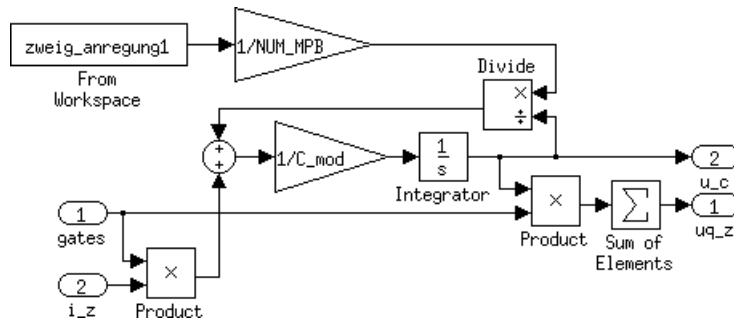 zweig_anregung1
From
Workspace
1/NUM_MPB
Divide
×
÷
+
+
1/C_mod
1
s
Integrator
2
u_c
1
gates
×
Product
Σ
Sum of
Elements
1
uq_z
2
i_z
×
Product